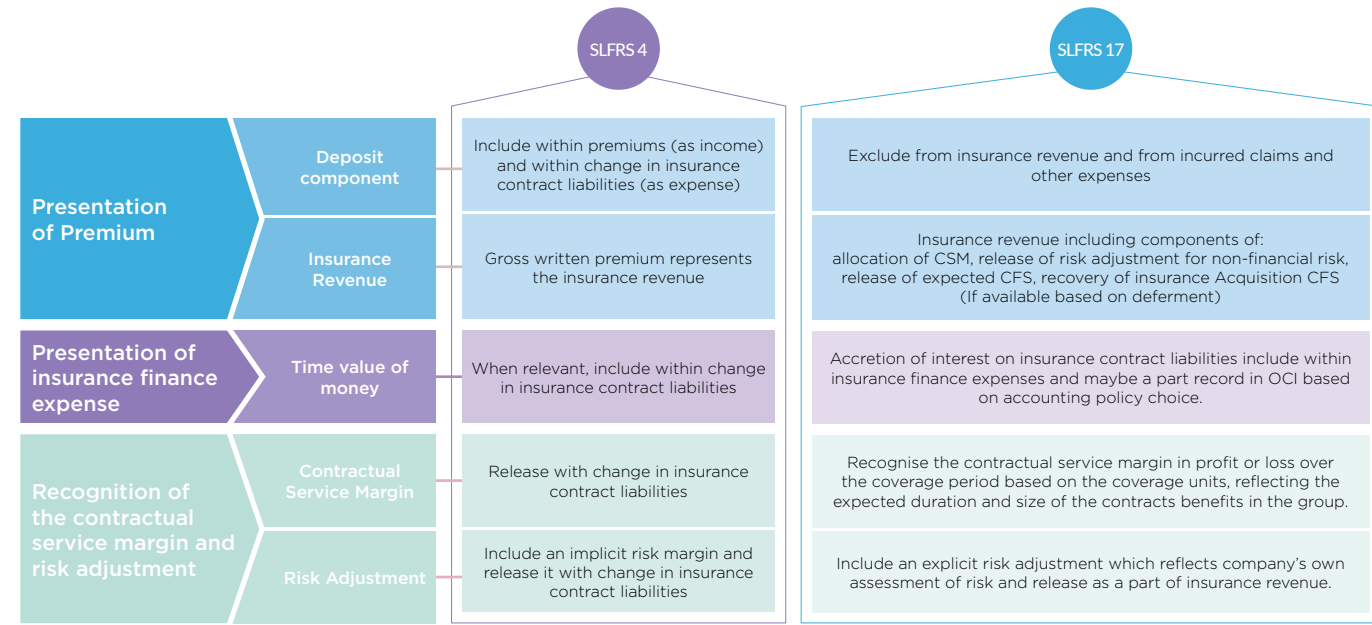 SLFRS 4
SLFRS 17
Presentation
of Premium
Deposit
component
Include within premiums (as income)
and within change in insurance
contract liabilities (as expense)
Exclude from insurance revenue and from incurred claims and
other expenses
Insurance
Revenue
Gross written premium represents
the insurance revenue
Insurance revenue including components of:
allocation of CSM, release of risk adjustment for non-financial risk,
release of expected CFS, recovery of insurance Acquisition CFS
(If available based on deferment)
Presentation of
insurance finance
expense
Time value of
money
When relevant, include within change
in insurance contract liabilities
Accretion of interest on insurance contract liabilities include within
insurance finance expenses and maybe a part record in OCI based
on accounting policy choice.
Recognition of
the contractual
service margin and
risk adjustment
Contractual
Service Margin
Release with change in insurance
contract liabilities
Recognise the contractual service margin in profit or loss over
the coverage period based on the coverage units, reflecting the
expected duration and size of the contracts benefits in the group.
Risk Adjustment
Include an implicit risk margin and
release it with change in insurance
contract liabilities
Include an explicit risk adjustment which reflects company's own
assessment of risk and release as a part of insurance revenue.